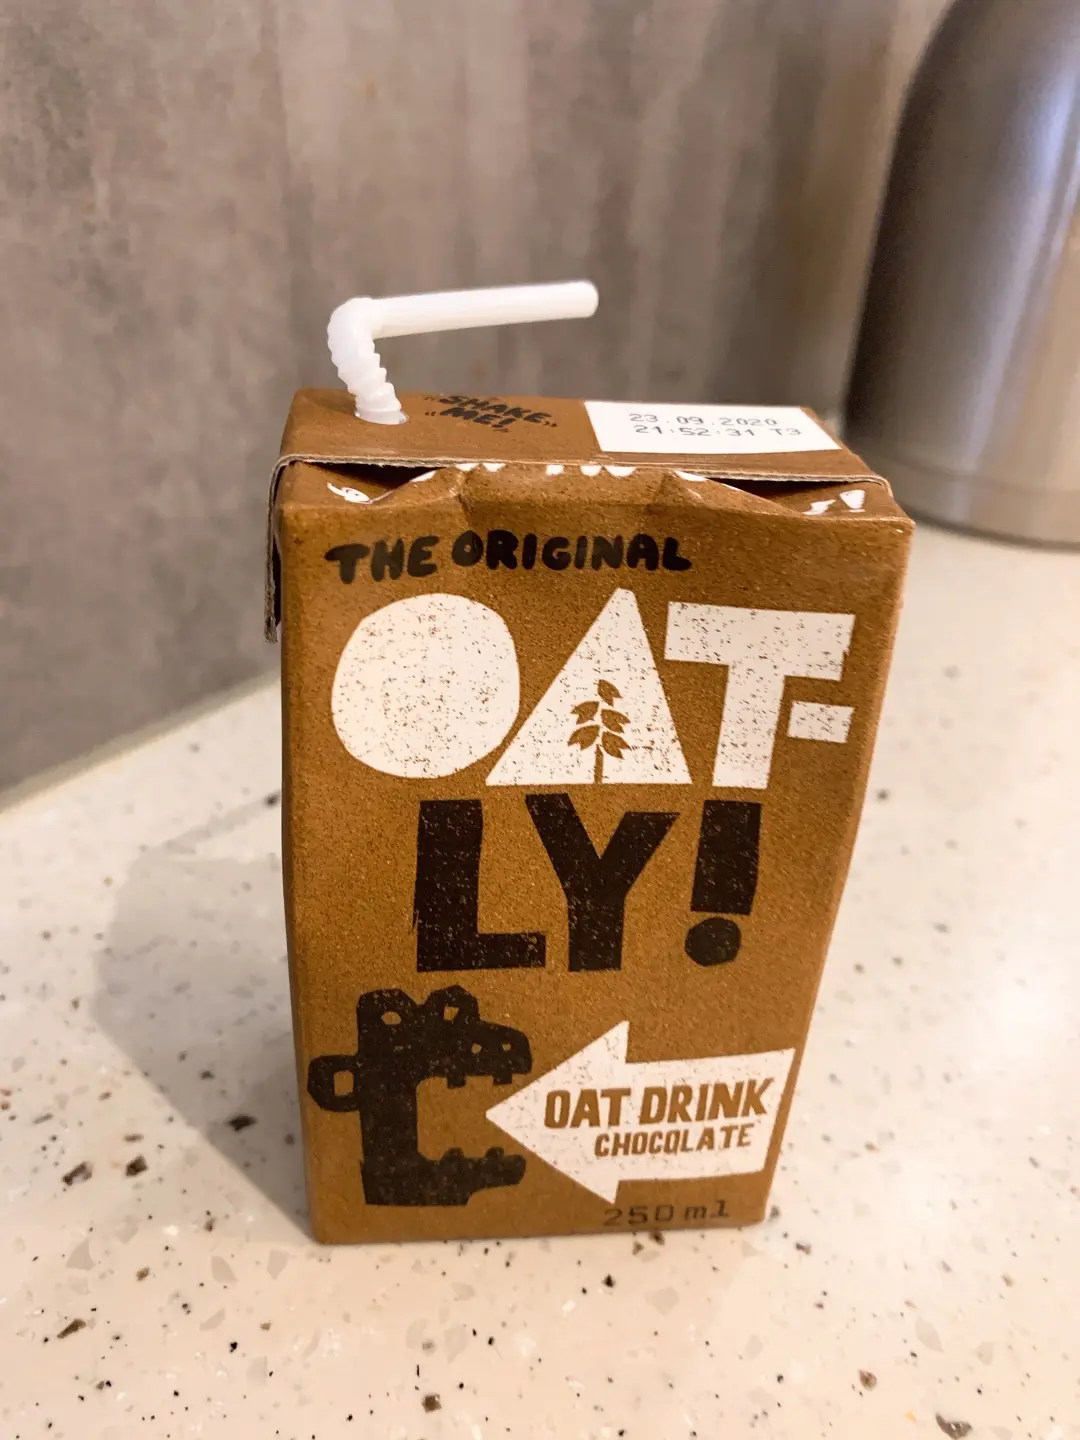 "SHAKE
ME!"
23.09.2020
21:52:31 T3
THE ORIGINAL
OAT-
LY!
OAT DRINK
CHOCOLATE
250 ml